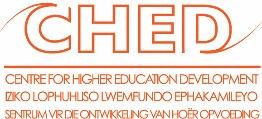 CHED
CENTRE FOR HIGHER EDUCATION DEVELOPMENT
IZIKO LOPHUHLISO LWEMFUNDO EPHAKAMILEYO
SENTRUM VIR DIE ONTWIKKELING VAN HOËR OPVOEDING